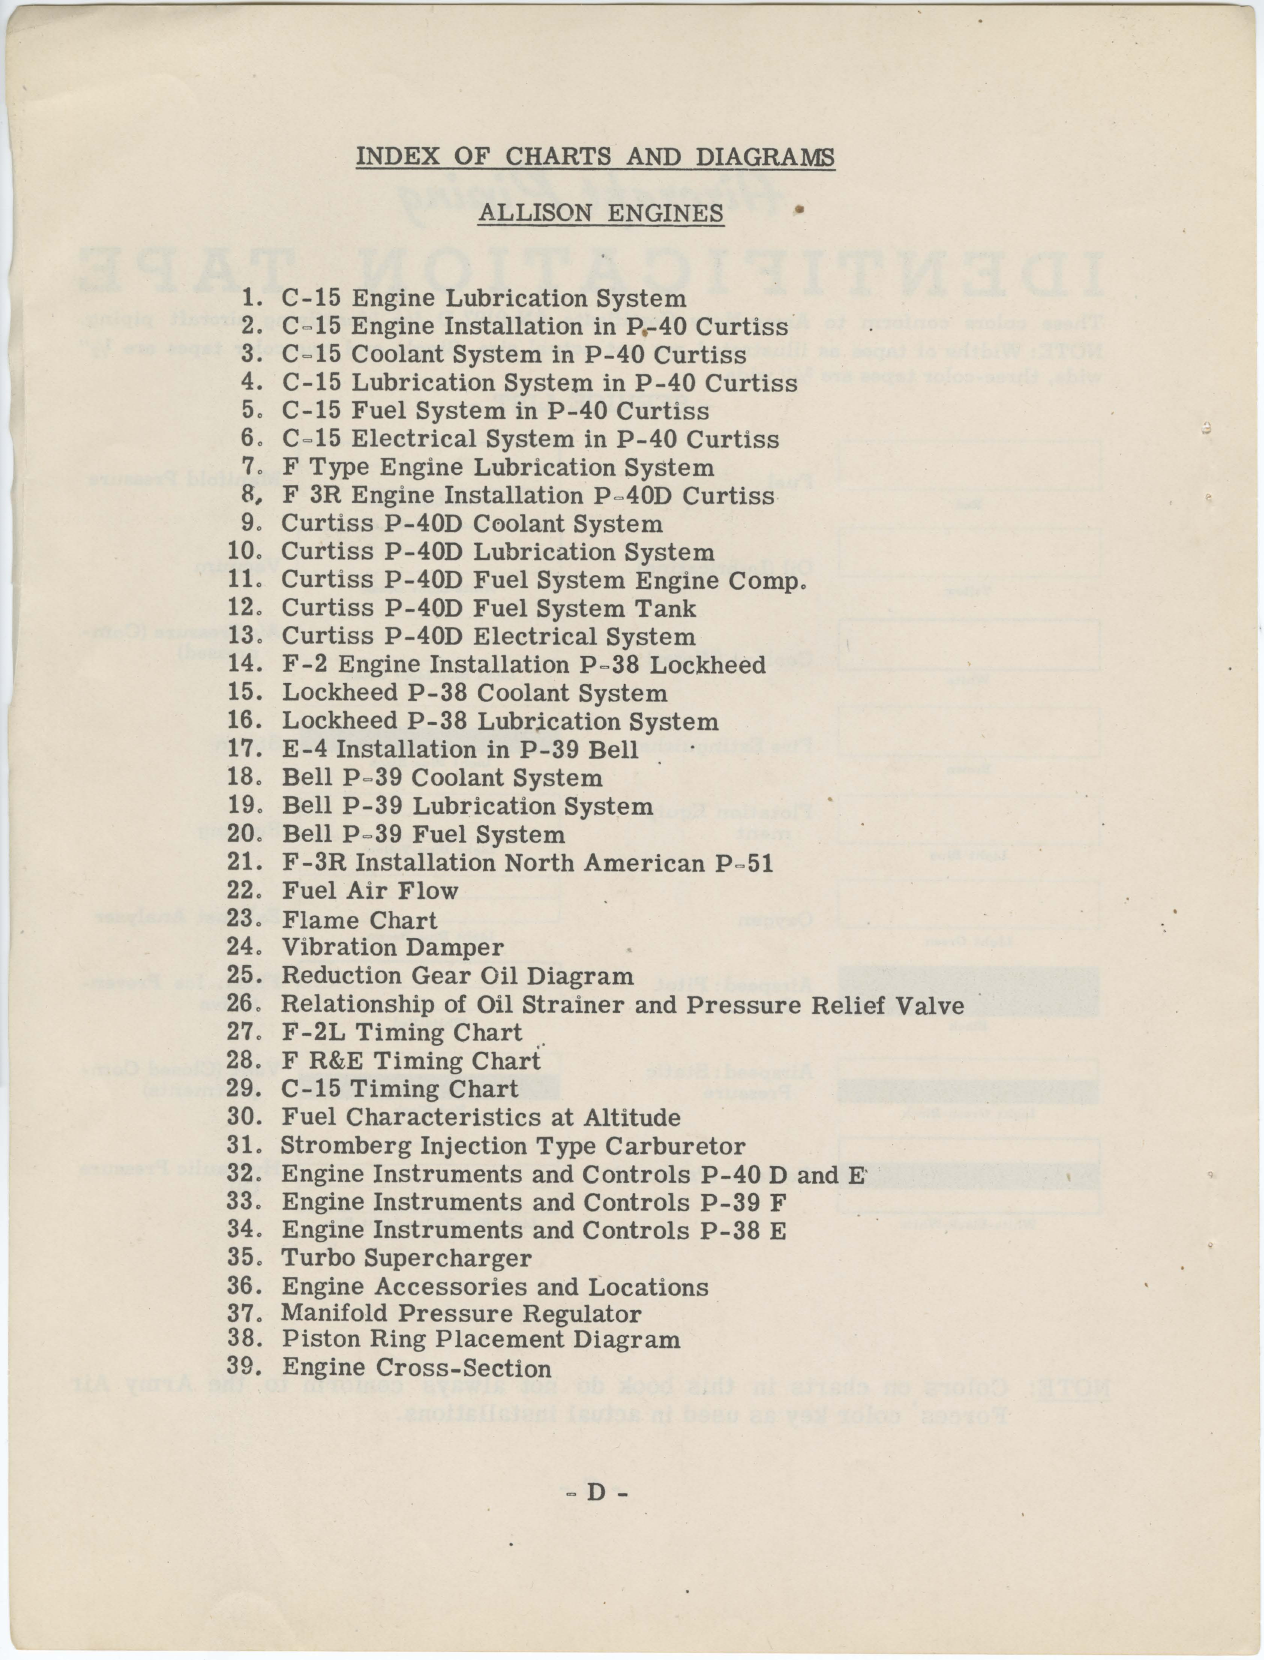 INDEX OF CHARTS AND DIAGRAMS
ALLISON ENGINES
1. C-15 Engine Lubrication System
2. C-15 Engine Installation in P-40 Curtiss
3. C-15 Coolant System in P-40 Curtiss
4. C-15 Lubrication System in P-40 Curtiss
5. C-15 Fuel System in P-40 Curtiss
6. C-15 Electrical System in P-40 Curtiss
7. F Type Engine Lubrication System
8, F 3R Engine Installation P-40D Curtiss
9. Curtiss P-40D Coolant System
10. Curtiss P-40D Lubrication System
11. Curtiss P-40D Fuel System Engine Comp.
12. Curtiss P-40D Fuel System Tank
13. Curtiss P-40D Electrical System
14. F-2 Engine Installation P-38 Lockheed
15. Lockheed P-38 Coolant System
16. Lockheed P-38 Lubrication System
17. E-4 Installation in P-39 Bell
18. Bell P-39 Coolant System
19. Bell P-39 Lubrication System
20. Bell P-39 Fuel System
21. F-3R Installation North American P-51
22. Fuel Air Flow
23. Flame Chart
24. Vibration Damper
25. Reduction Gear Oil Diagram
26. Relationship of Oil Strainer and Pressure Relief Valve
27. F-2L Timing Chart
28. F R&E Timing Chart
29. C-15 Timing Chart
30. Fuel Characteristics at Altitude
31. Stromberg Injection Type Carburetor
32. Engine Instruments and Controls P-40 D and E
33. Engine Instruments and Controls P-39 F
34. Engine Instruments and Controls P-38 E
35. Turbo Supercharger
36. Engine Accessories and Locations
37. Manifold Pressure Regulator
38. Piston Ring Placement Diagram
39. Engine Cross-Section
- D -